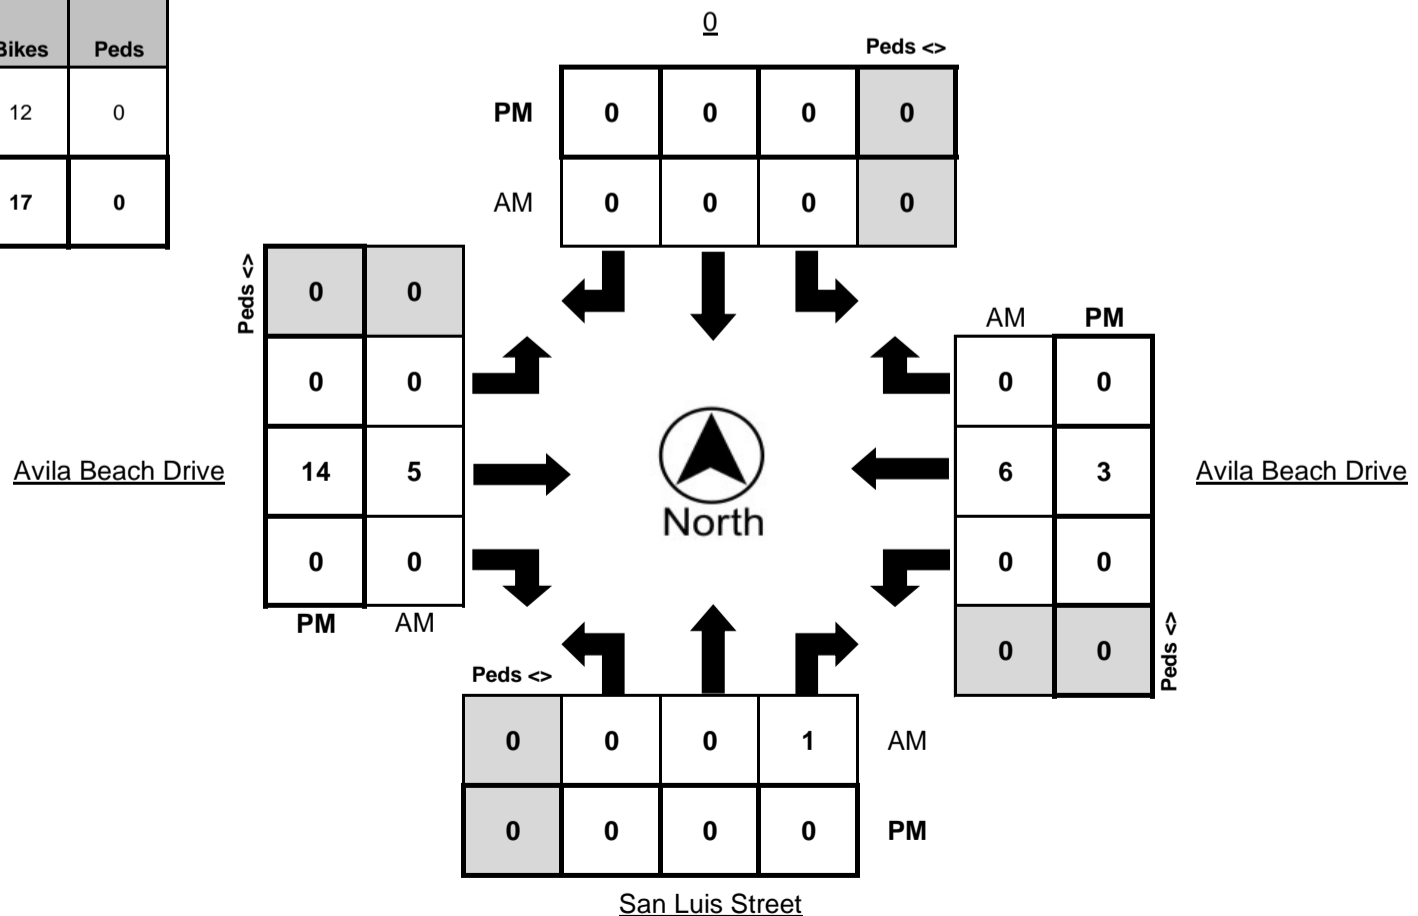 0
Bikes Peds
Peds <>
12 0
PM 0 0 0 0
17 0
AM 0 0 0 0
Peds <>
0 0
AM PM
0 0
0 0
Avila Beach Drive
14 5
North
6 3
Avila Beach Drive
0 0
0 0
PM AM
0 0
Peds <>
Peds <>
0 0 0 1 AM
0 0 0 0 PM
San Luis Street